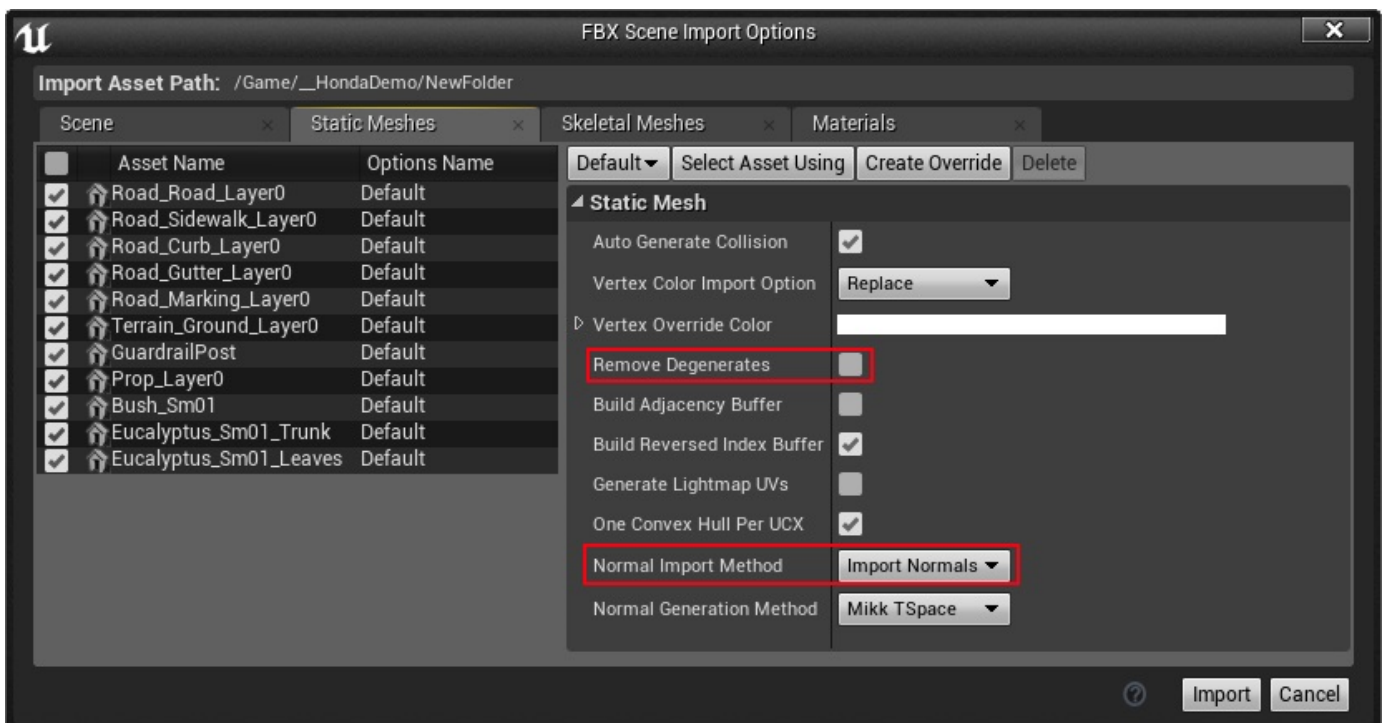 FBX Scene Import Options
Import Asset Path: /Game/__HondaDemo/NewFolder
Scene Static Meshes Skeletal Meshes Materials
Asset Name Options Name
Road_Road_Layer0 Default
Road_Sidewalk_Layer0 Default
Road_Curb_Layer0 Default
Road_Gutter_Layer0 Default
Road_Marking_Layer0 Default
Terrain_Ground_Layer0 Default
GuardrailPost Default
Prop_Layer0 Default
Bush_Sm01 Default
Eucalyptus_Sm01_Trunk Default
Eucalyptus_Sm01_Leaves Default
Default Select Asset Using Create Override Delete
Static Mesh
Auto Generate Collision
Vertex Color Import Option Replace
Vertex Override Color
Remove Degenerates
Build Adjacency Buffer
Build Reversed Index Buffer
Generate Lightmap UVs
One Convex Hull Per UCX
Normal Import Method Import Normals
Normal Generation Method Mikk TSpace
? Import Cancel